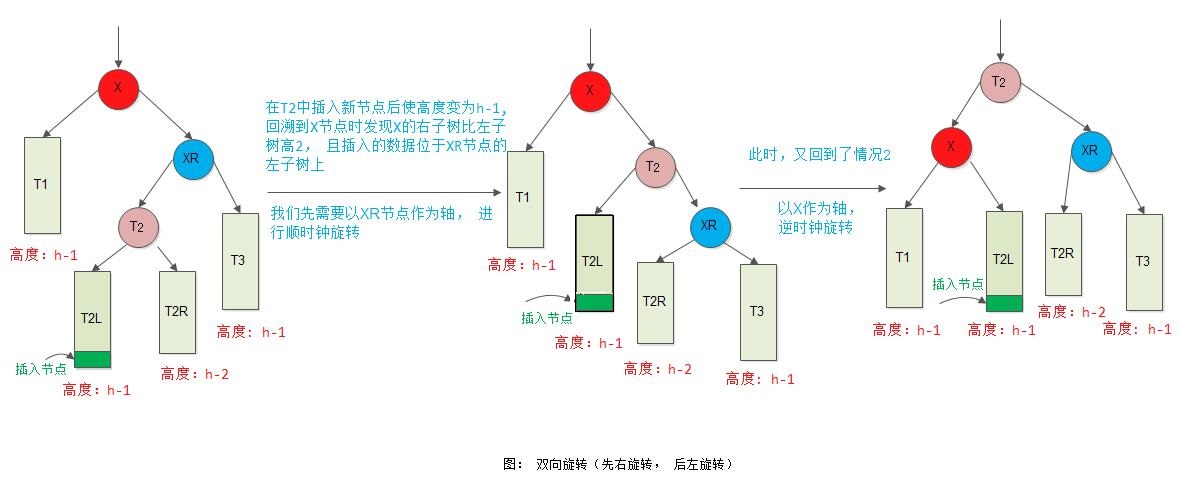 X
XR
T1
T2
T3
高度: h-1
T2L
T2R
高度: h-1
插入节点
高度: h-2
高度: h-1
在T2中插入新节点后使高度变为h-1,
回溯到X节点时发现X的右子树比左子
树高2, 且插入的数据位于XR节点的
左子树上
我们先需要以XR节点作为轴, 进
行顺时钟旋转
X
T2
T1
XR
高度: h-1
T2L
T2R
T3
插入节点
高度: h-1
高度: h-2
高度: h-1
此时, 又回到了情况2
以X作为轴,
逆时钟旋转
T2
X
XR
T1
T2L
T2R
T3
插入节点
高度: h-1
高度: h-1
高度: h-2
高度: h-1
图: 双向旋转(先右旋转, 后左旋转)